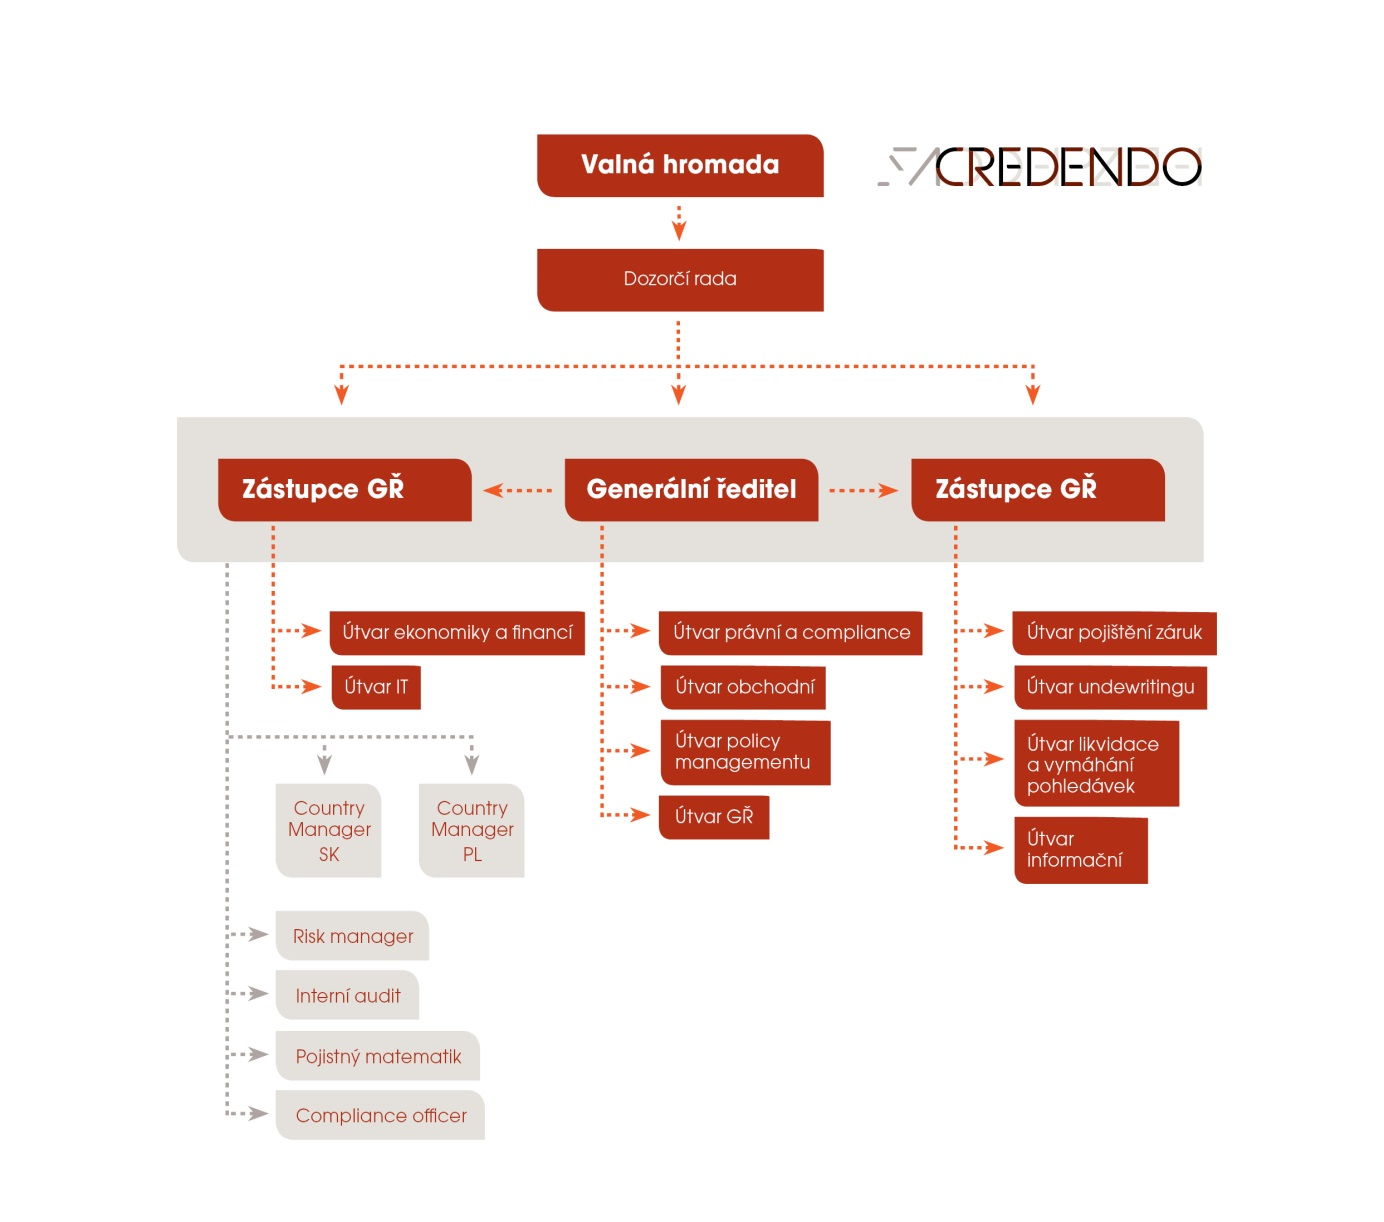 Valná hromada
CREDENDO
Dozorčí rada
Zástupce GŘ
Generální ředitel
Zástupce GŘ
Útvar ekonomiky a financí
Útvar IT
Útvar právní a compliance
Útvar obchodní
Útvar policy
managementu
Útvar GŘ
Útvar pojištění záruk
Útvar undewritingu
Útvar likvidace
a vymáhání
pohledávek
Útvar
informační
Country
Manager
SK
Country
Manager
PL
Risk manager
Interní audit
Pojistný matematik
Compliance officer